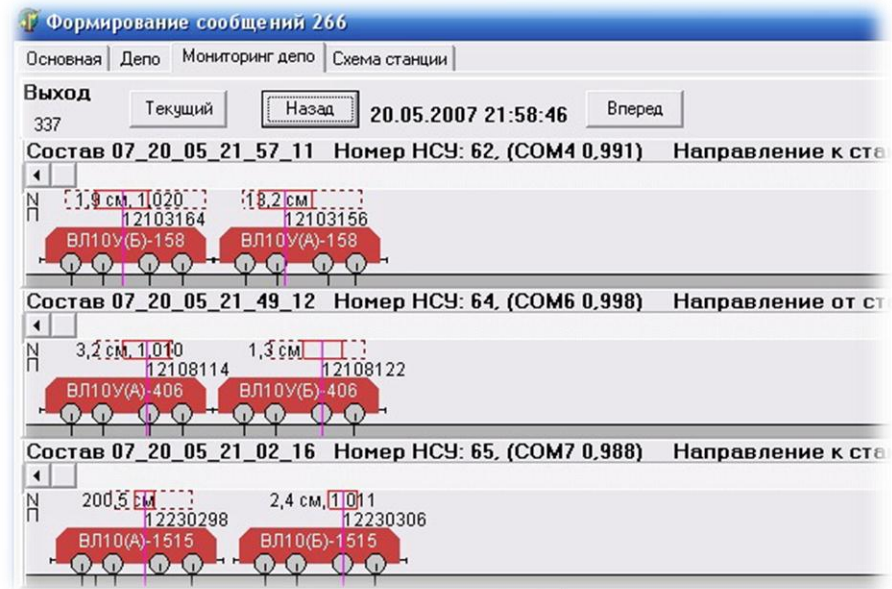 Формирование сообщений 266
Основная Депо Мониторинг депо Схема станции
Выход
337
Текущий Назад 20.05.2007 21:58:46 Вперед
Состав 07_20_05_21_57_11 Номер НСУ: 62, (COM4 0,991) Направление к ста
N П
1,9 см, 1,020 13,2 см
12103164 12103156
ВЛ10У(Б)-158 ВЛ10У(А)-158
Состав 07_20_05_21_49_12 Номер НСУ: 64, (COM6 0,998) Направление от ст
N П
3,2 см, 1,010 1,3 см
12108114 12108122
ВЛ10У(А)-406 ВЛ10У(Б)-406
Состав 07_20_05_21_02_16 Номер НСУ: 65, (COM7 0,988) Направление к ста
N П
200,5 см 2,4 см, 1,011
12230298 12230306
ВЛ10(А)-1515 ВЛ10(Б)-1515